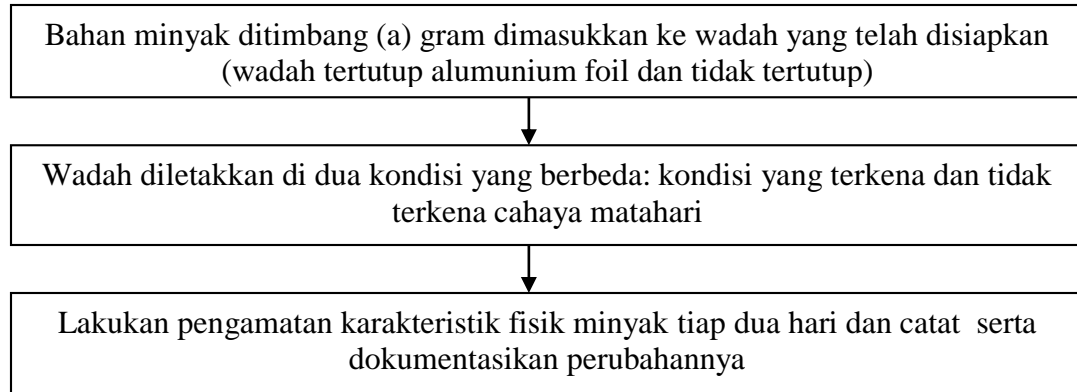 Bahan minyak ditimbang (a) gram dimasukkan ke wadah yang telah disiapkan
(wadah tertutup alumunium foil dan tidak tertutup)
Wadah diletakkan di dua kondisi yang berbeda: kondisi yang terkena dan tidak
terkena cahaya matahari
Lakukan pengamatan karakteristik fisik minyak tiap dua hari dan catat serta
dokumentasikan perubahannya